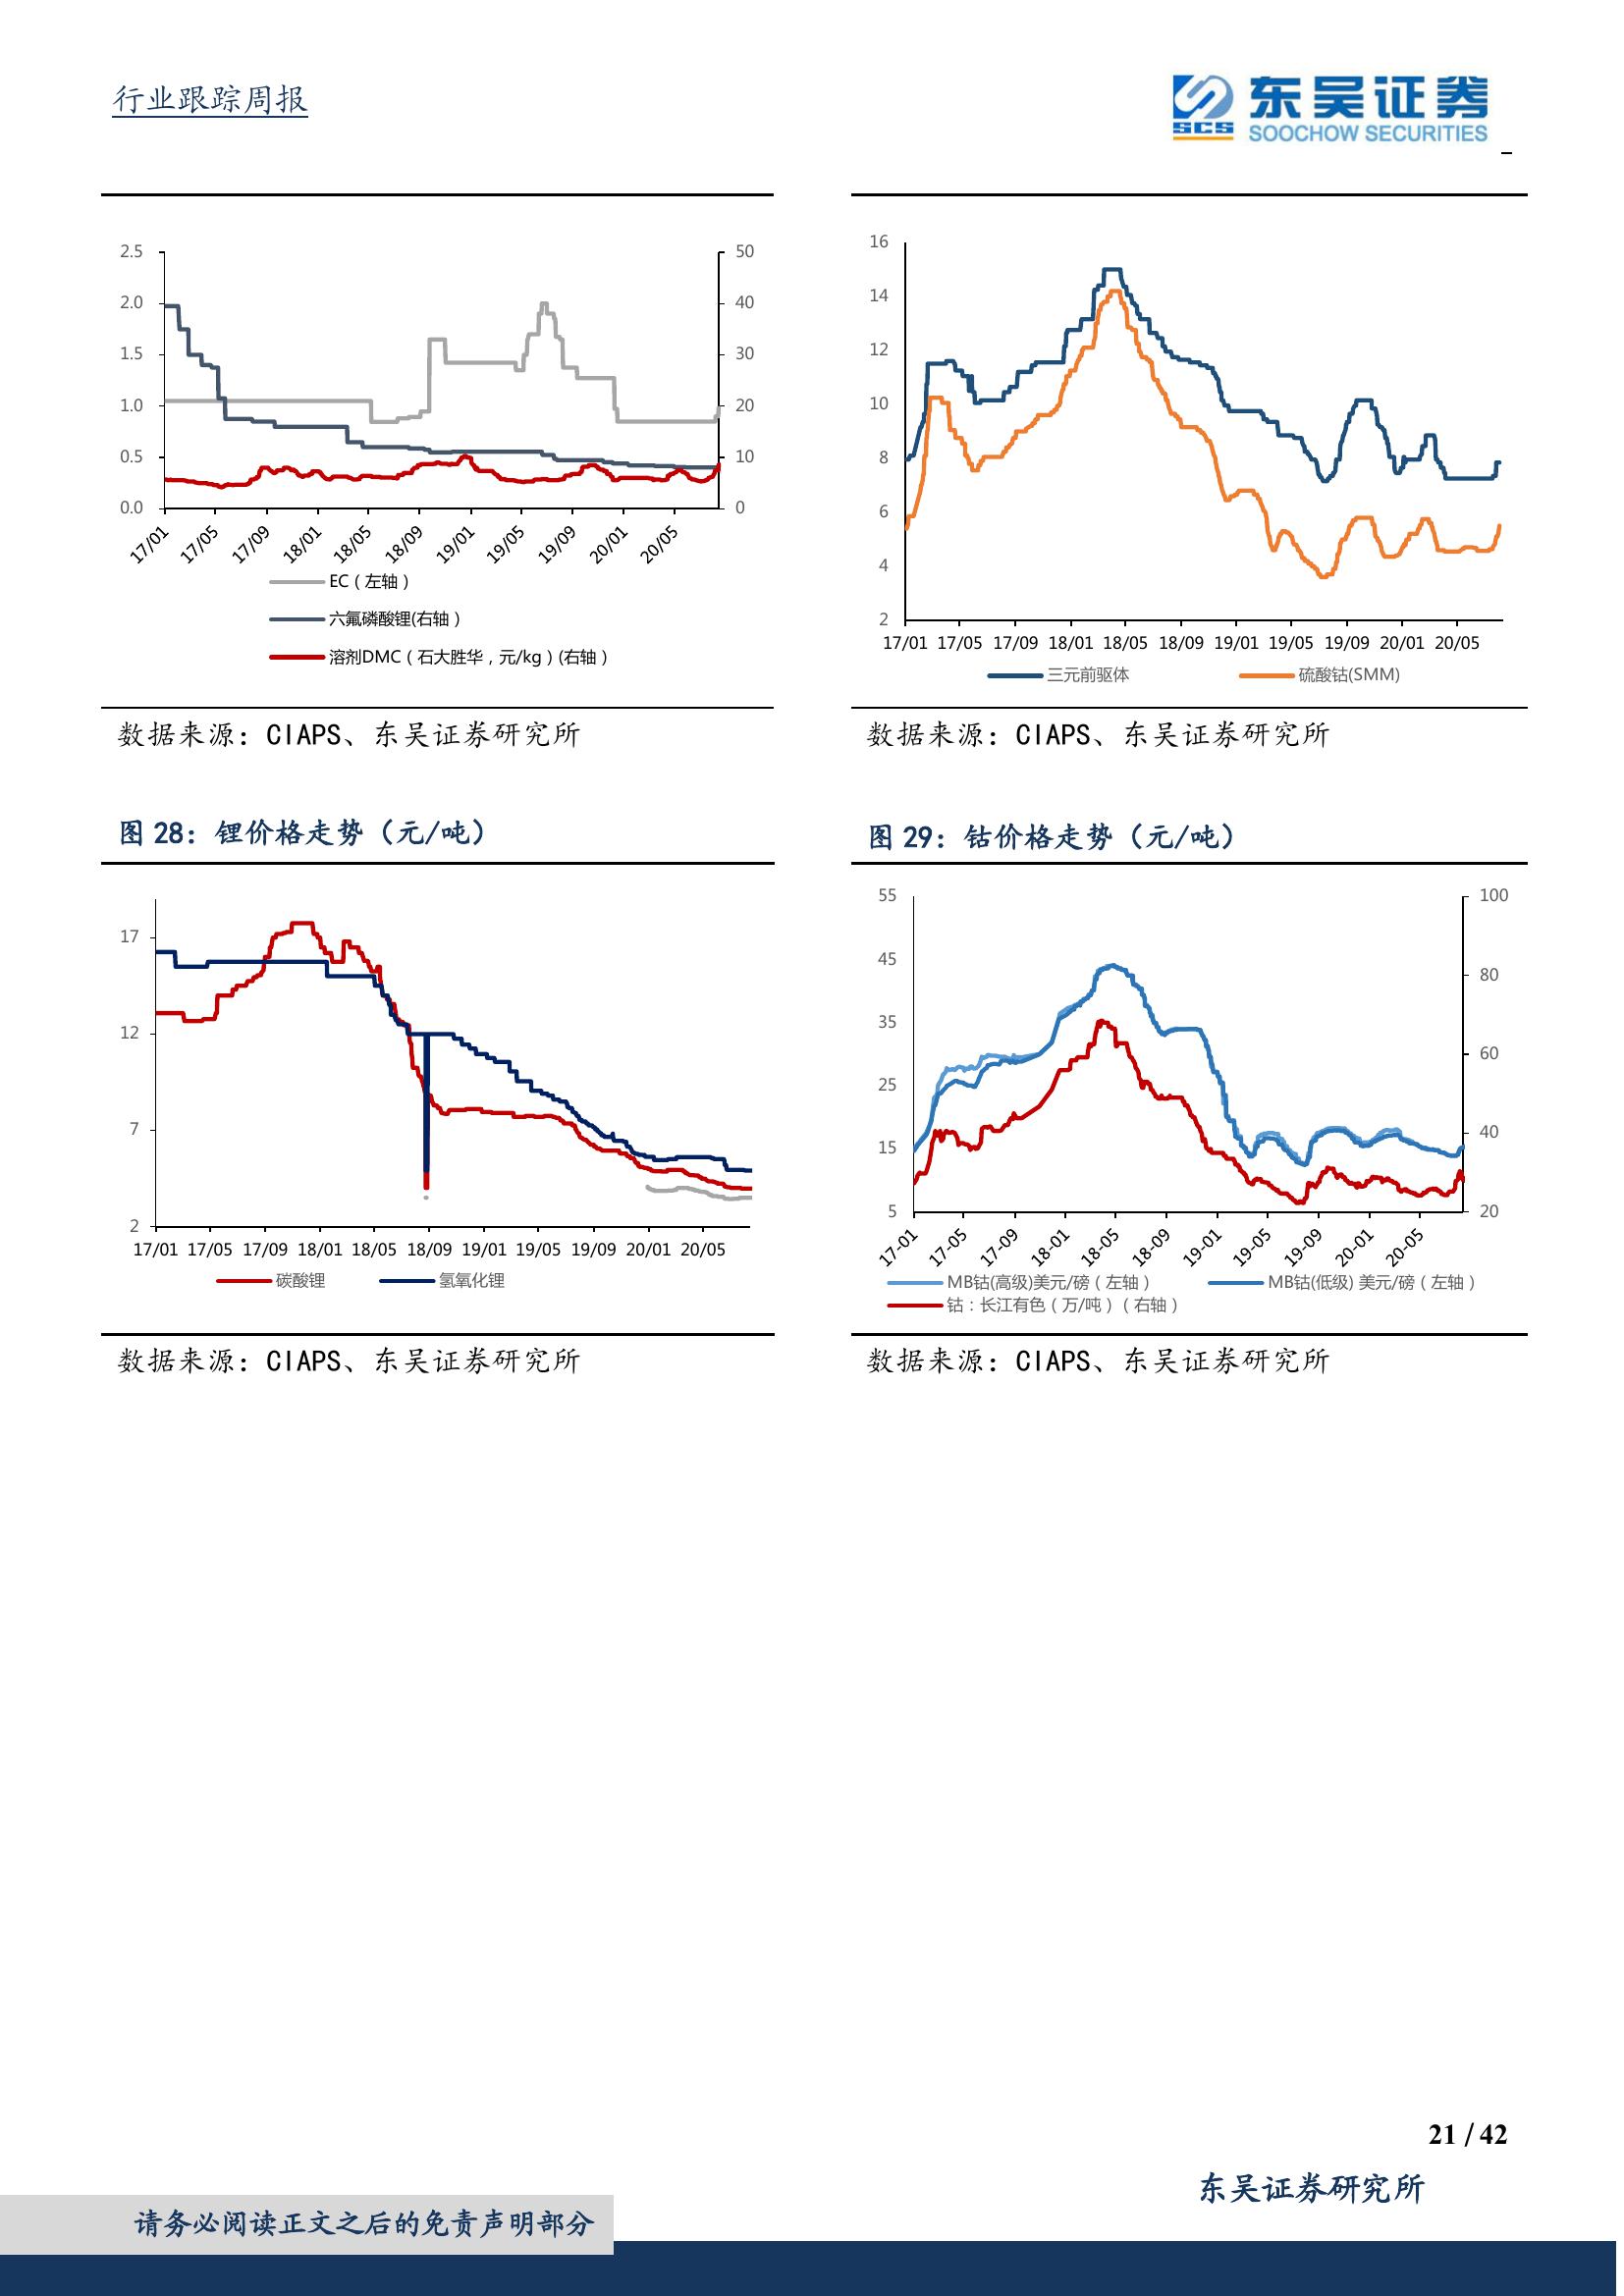 行业跟踪周报
SCS
东吴证券
SOOCHOW SECURITIES
2.5
2.0
1.5
1.0
0.5
0.0
50
40
30
20
10
0
17/01 17/05 17/09 18/01 18/05 18/09 19/01 19/05 19/09 20/01 20/05
EC（左轴）
六氟磷酸锂(右轴）
溶剂DMC（石大胜华，元/kg）(右轴）
16
14
12
10
8
6
4
2
17/01 17/05 17/09 18/01 18/05 18/09 19/01 19/05 19/09 20/01 20/05
三元前驱体 硫酸钴(SMM)
数据来源：CIAPS、东吴证券研究所
数据来源：CIAPS、东吴证券研究所
图 28：锂价格走势（元/吨）
17
12
7
2
17/01 17/05 17/09 18/01 18/05 18/09 19/01 19/05 19/09 20/01 20/05
碳酸锂 氢氧化锂
数据来源：CIAPS、东吴证券研究所
图 29：钴价格走势（元/吨）
55
45
35
25
15
5
100
80
60
40
20
17-01 17-05 17-09 18-01 18-05 18-09 19-01 19-05 19-09 20-01 20-05
MB钴(高级)美元/磅（左轴） MB钴(低级) 美元/磅（左轴）
钴：长江有色（万/吨）（右轴）
数据来源：CIAPS、东吴证券研究所
21 / 42
东吴证券研究所
请务必阅读正文之后的免责声明部分